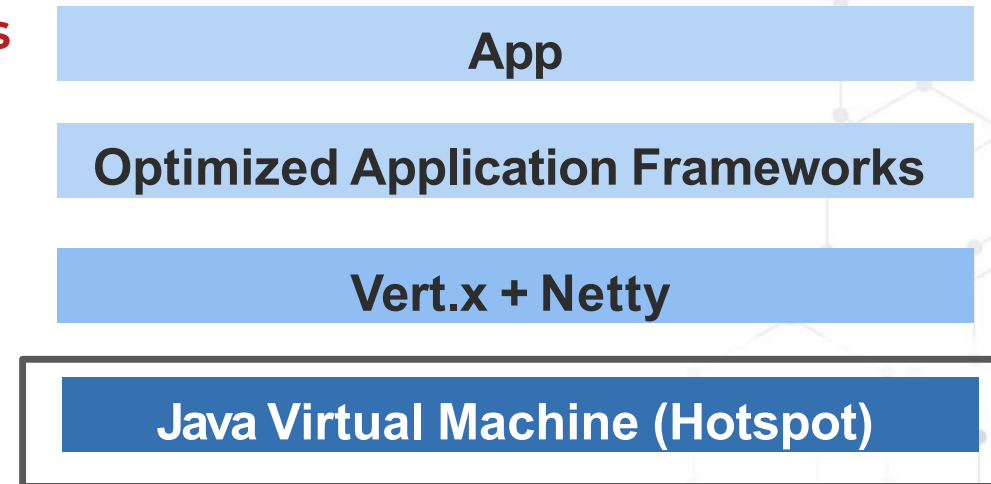 s
App
Optimized Application Frameworks
Vert.x + Netty
Java Virtual Machine (Hotspot)